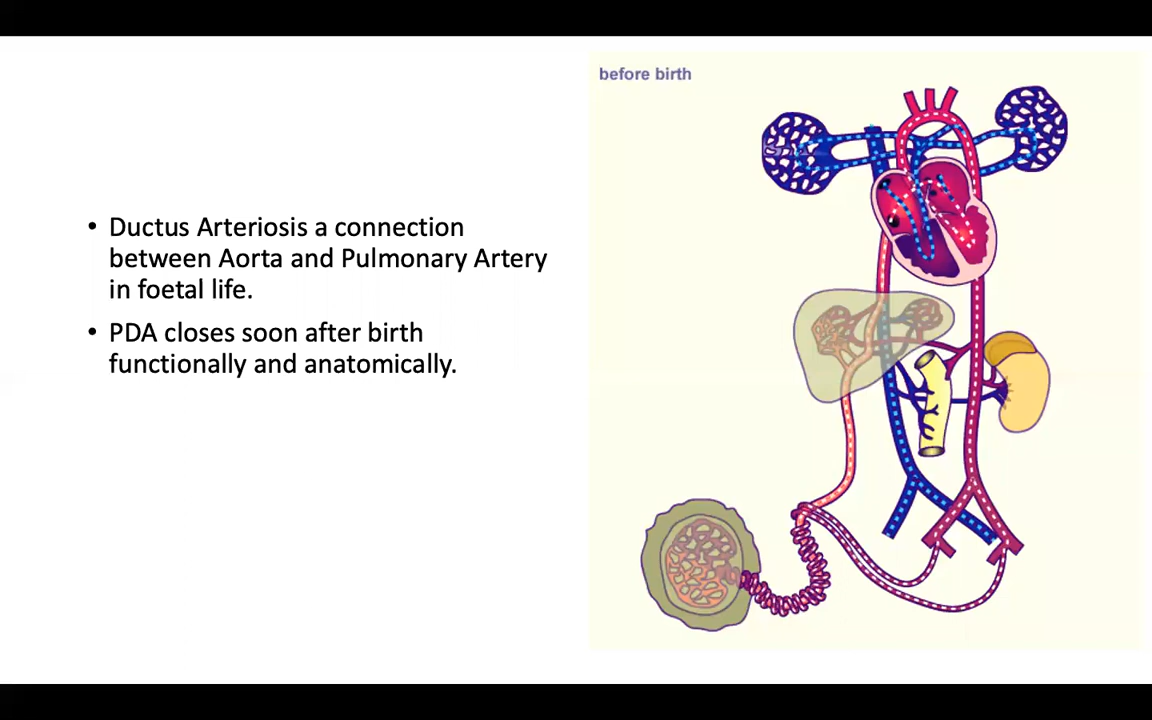 before birth
• Ductus Arteriosis a connection
between Aorta and Pulmonary Artery
in foetal life.
• PDA closes soon after birth
functionally and anatomically.